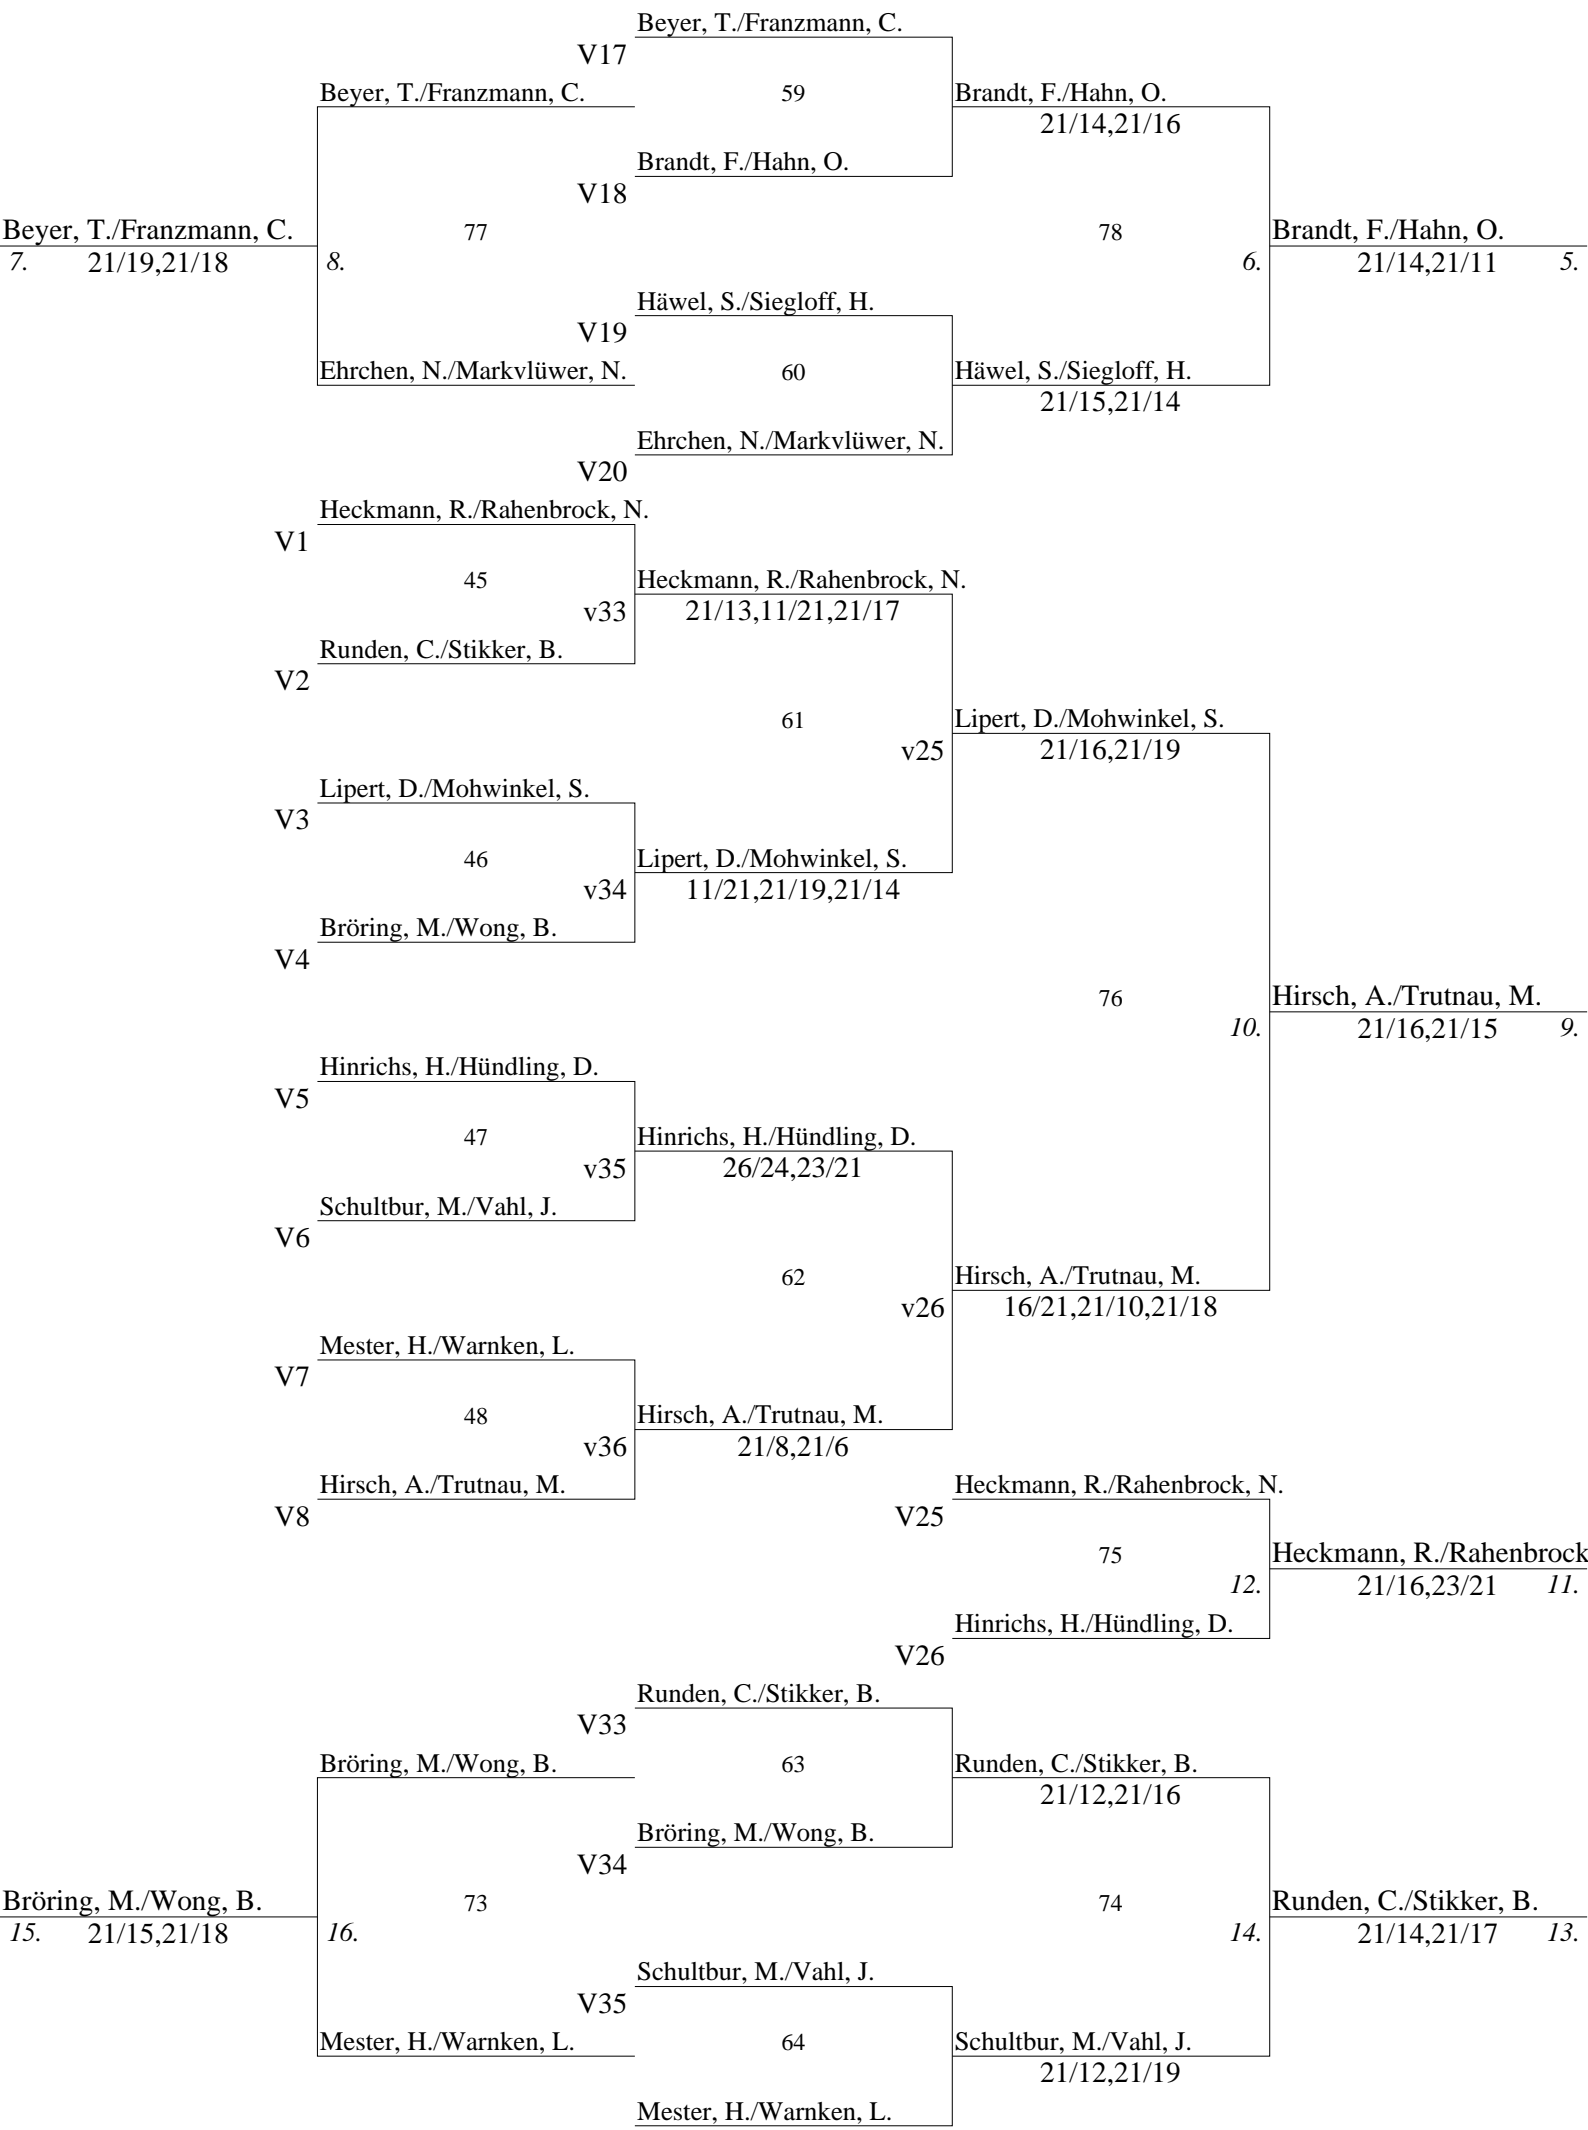 Beyer, T./Franzmann, C.
V17
Beyer, T./Franzmann, C.
59
Brandt, F./Hahn, O.
21/14,21/16
Brandt, F./Hahn, O.
V18
Beyer, T./Franzmann, C.
77
78
Brandt, F./Hahn, O.
7. 21/19,21/18
8.
6.
21/14,21/11 5.
Häwel, S./Siegloff, H.
V19
Ehrchen, N./Markvlüwer, N.
60
Häwel, S./Siegloff, H.
21/15,21/14
Ehrchen, N./Markvlüwer, N.
V20
Heckmann, R./Rahenbrock, N.
V1
45
Heckmann, R./Rahenbrock, N.
v33
21/13,11/21,21/17
Runden, C./Stikker, B.
V2
61
Lipert, D./Mohwinkel, S.
v25
21/16,21/19
Lipert, D./Mohwinkel, S.
V3
46
Lipert, D./Mohwinkel, S.
v34
11/21,21/19,21/14
Bröring, M./Wong, B.
V4
76
Hirsch, A./Trutnau, M.
10.
21/16,21/15 9.
Hinrichs, H./Hündling, D.
V5
47
Hinrichs, H./Hündling, D.
v35
26/24,23/21
Schultbur, M./Vahl, J.
V6
62
Hirsch, A./Trutnau, M.
v26
16/21,21/10,21/18
Mester, H./Warnken, L.
V7
48
Hirsch, A./Trutnau, M.
v36
21/8,21/6
Hirsch, A./Trutnau, M.
V8
Heckmann, R./Rahenbrock, N.
V25
75
Heckmann, R./Rahenbrock
12.
21/16,23/21 11.
Hinrichs, H./Hündling, D.
V26
Runden, C./Stikker, B.
V33
Bröring, M./Wong, B.
63
Runden, C./Stikker, B.
21/12,21/16
Bröring, M./Wong, B.
V34
Bröring, M./Wong, B.
73
74
Runden, C./Stikker, B.
15. 21/15,21/18
16.
14.
21/14,21/17 13.
Schultbur, M./Vahl, J.
V35
Mester, H./Warnken, L.
64
Schultbur, M./Vahl, J.
21/12,21/19
Mester, H./Warnken, L.